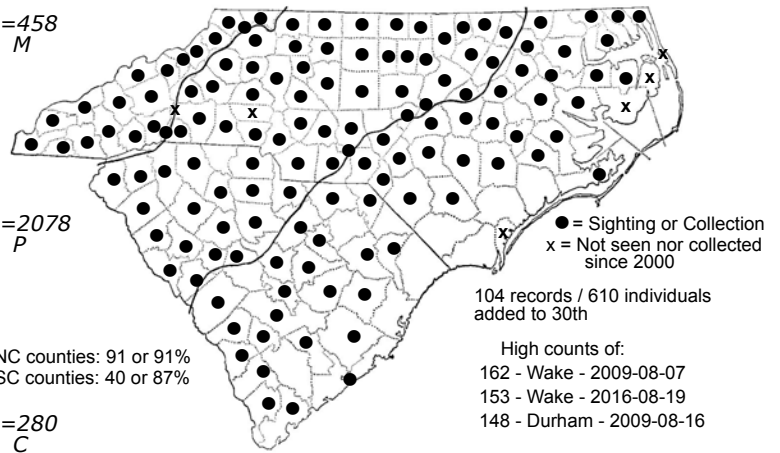 =458
M
=2078
P
● = Sighting or Collection
x = Not seen nor collected
since 2000
104 records / 610 individuals
added to 30th
NC counties: 91 or 91%
SC counties: 40 or 87%
High counts of:
162 - Wake - 2009-08-07
153 - Wake - 2016-08-19
148 - Durham - 2009-08-16
=280
C